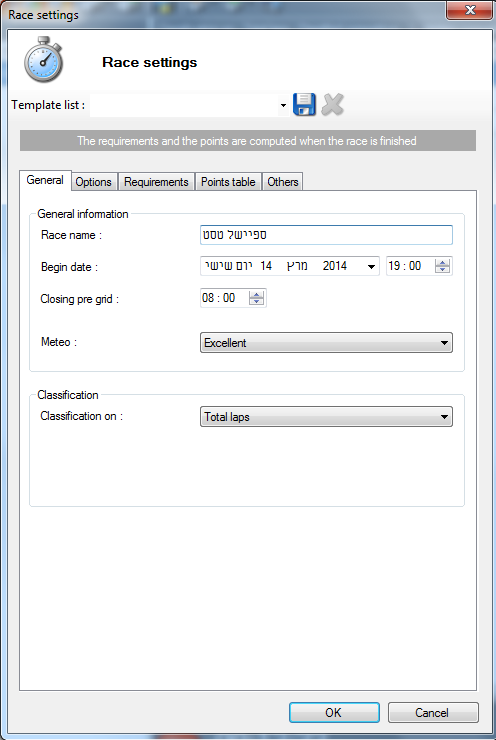 Race settings
Race settings
Template list :
The requirements and the points are computed when the race is finished
General Options Requirements Points table Others
General information
Race name : ספיישל טסט
Begin date : יום שישי 14 מרץ 2014 19 : 00
Closing pre grid : 08 : 00
Meteo : Excellent
Classification
Classification on : Total laps
OK Cancel